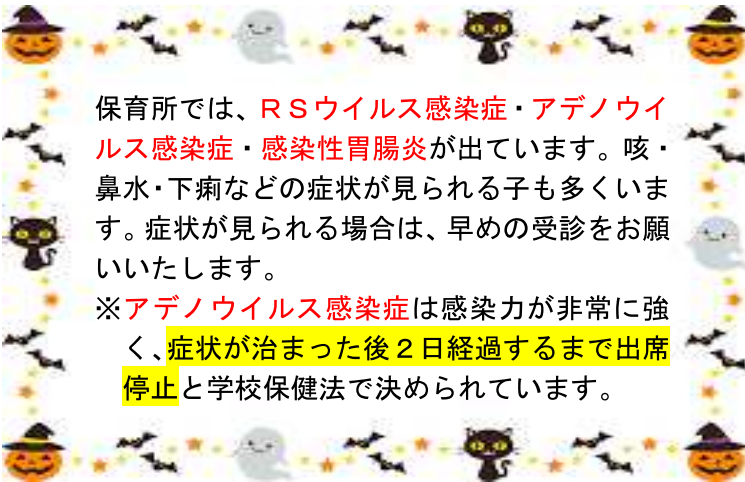 保育所では、ＲＳウイルス感染症・アデノウイ
ルス感染症・感染性胃腸炎が出ています。咳・
鼻水・下痢などの症状が見られる子も多くいま
す。症状が見られる場合は、早めの受診をお願
いいたします。
※アデノウイルス感染症は感染力が非常に強
く、症状が治まった後２日経過するまで出席
停止と学校保健法で決められています。